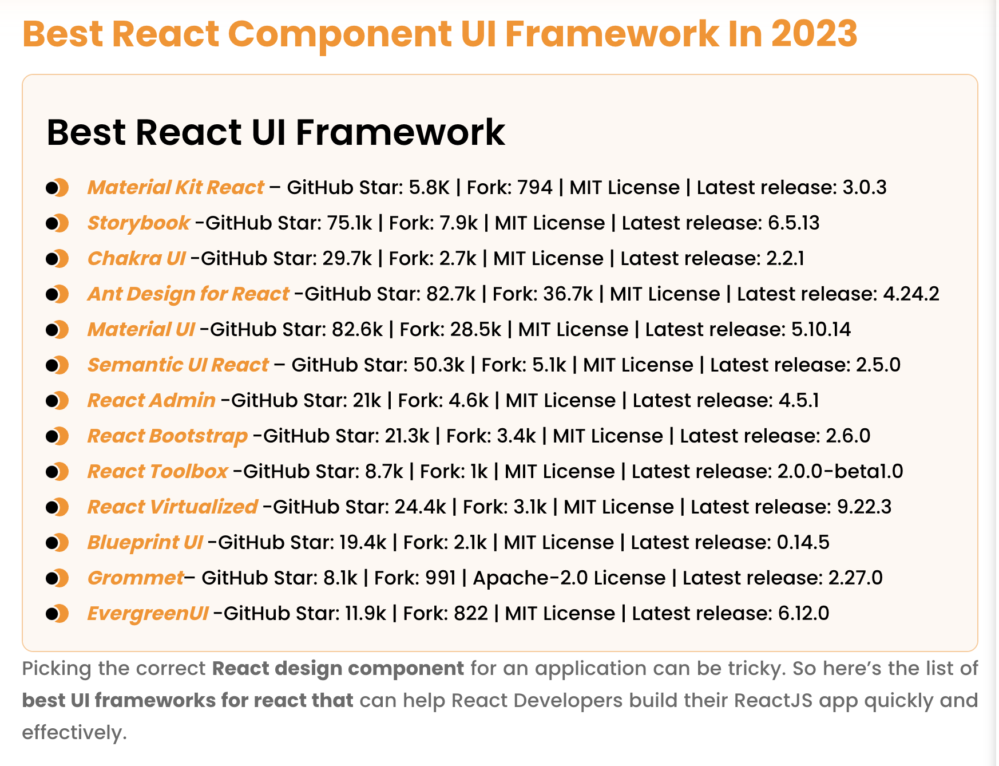 Best React Component UI Framework In 2023
Best React UI Framework
Material Kit React – GitHub Star: 5.8K | Fork: 794 | MIT License | Latest release: 3.0.3
Storybook -GitHub Star: 75.1k | Fork: 7.9k | MIT License | Latest release: 6.5.13
Chakra UI -GitHub Star: 29.7k | Fork: 2.7k | MIT License | Latest release: 2.2.1
Ant Design for React -GitHub Star: 82.7k | Fork: 36.7k | MIT License | Latest release: 4.24.2
Material UI -GitHub Star: 82.6k | Fork: 28.5k | MIT License | Latest release: 5.10.14
Semantic UI React – GitHub Star: 50.3k | Fork: 5.1k | MIT License | Latest release: 2.5.0
React Admin -GitHub Star: 21k | Fork: 4.6k | MIT License | Latest release: 4.5.1
React Bootstrap -GitHub Star: 21.3k | Fork: 3.4k | MIT License | Latest release: 2.6.0
React Toolbox -GitHub Star: 8.7k | Fork: 1k | MIT License | Latest release: 2.0.0-beta1.0
React Virtualized -GitHub Star: 24.4k | Fork: 3.1k | MIT License | Latest release: 9.22.3
Blueprint UI -GitHub Star: 19.4k | Fork: 2.1k | MIT License | Latest release: 0.14.5
Grommet– GitHub Star: 8.1k | Fork: 991 | Apache-2.0 License | Latest release: 2.27.0
EvergreenUI -GitHub Star: 11.9k | Fork: 822 | MIT License | Latest release: 6.12.0
Picking the correct React design component for an application can be tricky. So here’s the list of
best UI frameworks for react that can help React Developers build their ReactJS app quickly and
effectively.